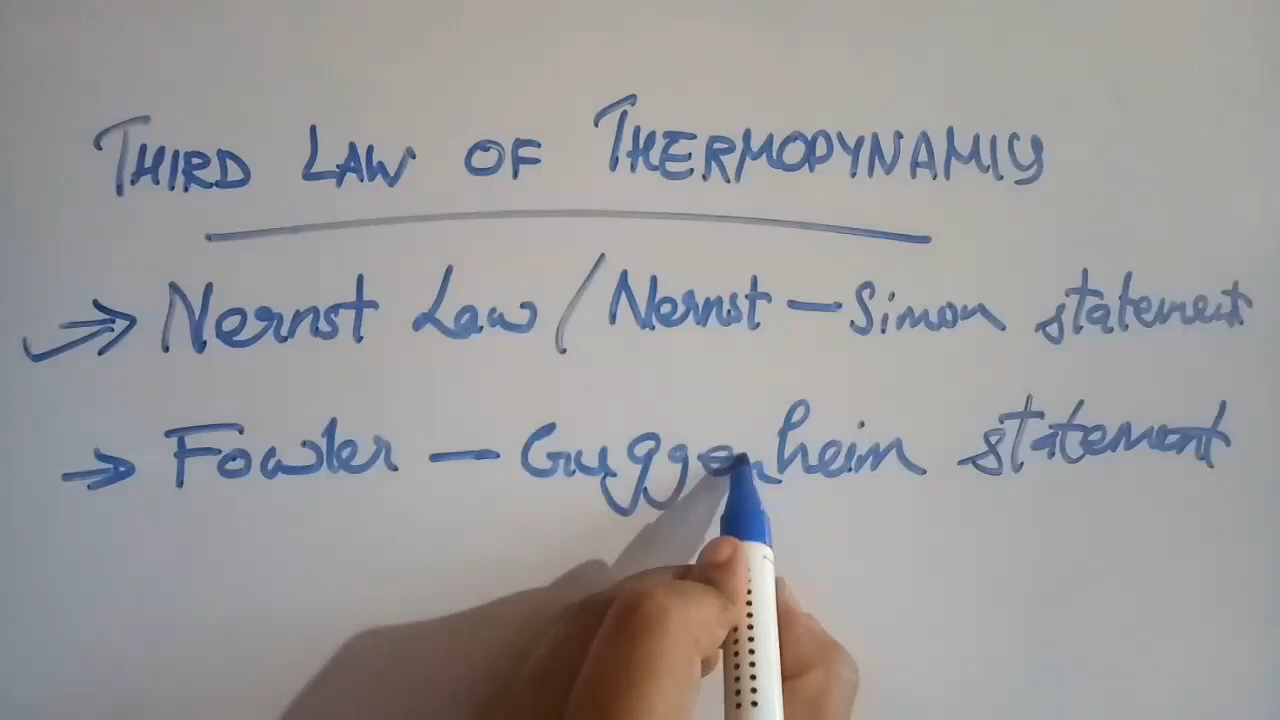 THIRD LAW OF THERMODYNAMICS
⇒ Nernst Law / Nernst – Simon statement
→ Fowler – Guggenheim statement